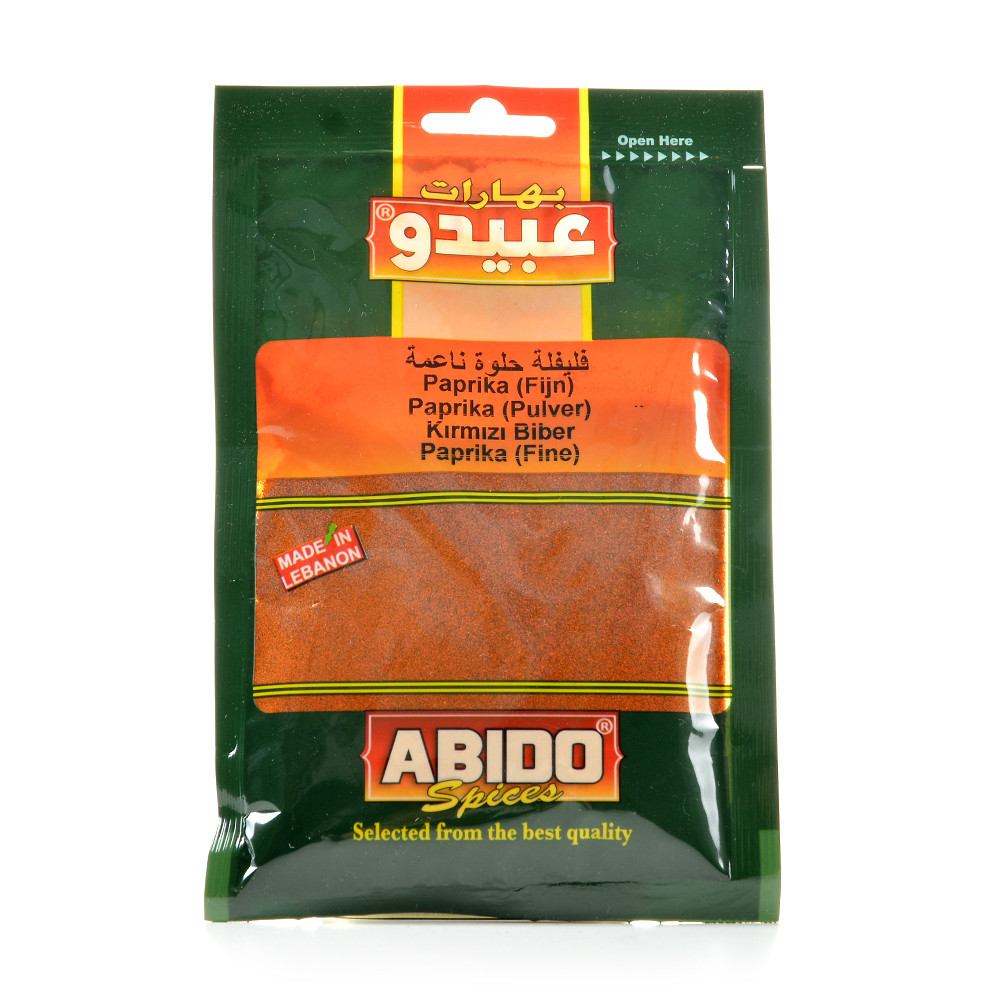 Open Here
بهارات
عبيدو®
فليفلة حلوة ناعمة
Paprika (Fijn)
Paprika (Pulver)
Kırmızı Biber
Paprika (Fine)
MADE IN
LEBANON
ABIDO®
Spices
Selected from the best quality